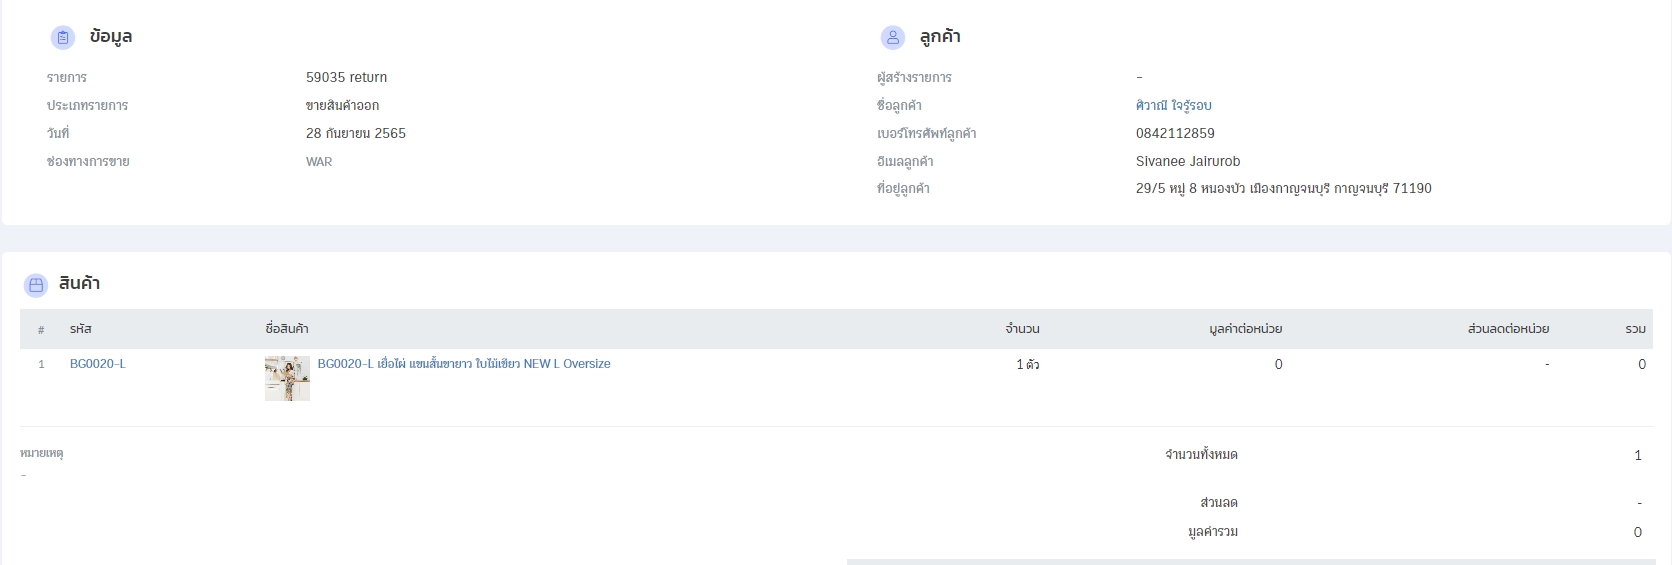 ข้อมูล
รายการ 59035 return
ประเภทรายการ ขายสินค้าออก
วันที่ 28 กันยายน 2565
ช่องทางการขาย WAR
ลูกค้า
ผู้สร้างรายการ -
ชื่อลูกค้า ศิวาณี ใจรู้รอบ
เบอร์โทรศัพท์ลูกค้า 0842112859
อีเมลลูกค้า Sivanee Jairurob
ที่อยู่ลูกค้า 29/5 หมู่ 8 หนองบัว เมืองกาญจนบุรี กาญจนบุรี 71190
สินค้า
# รหัส ชื่อสินค้า จำนวน มูลค่าต่อหน่วย ส่วนลดต่อหน่วย รวม
1 BG0020-L BG0020-L เยื่อไผ่ แขนสั้นขายาว ใบไม้เขียว NEW L Oversize 1 ตัว 0 - 0
หมายเหตุ
-
จำนวนทั้งหมด 1
ส่วนลด -
มูลค่ารวม 0